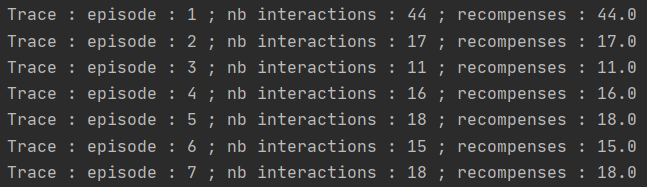 Trace : episode : 1 ; nb interactions : 44 ; recompenses : 44.0
Trace : episode : 2 ; nb interactions : 17 ; recompenses : 17.0
Trace : episode : 3 ; nb interactions : 11 ; recompenses : 11.0
Trace : episode : 4 ; nb interactions : 16 ; recompenses : 16.0
Trace : episode : 5 ; nb interactions : 18 ; recompenses : 18.0
Trace : episode : 6 ; nb interactions : 15 ; recompenses : 15.0
Trace : episode : 7 ; nb interactions : 18 ; recompenses : 18.0